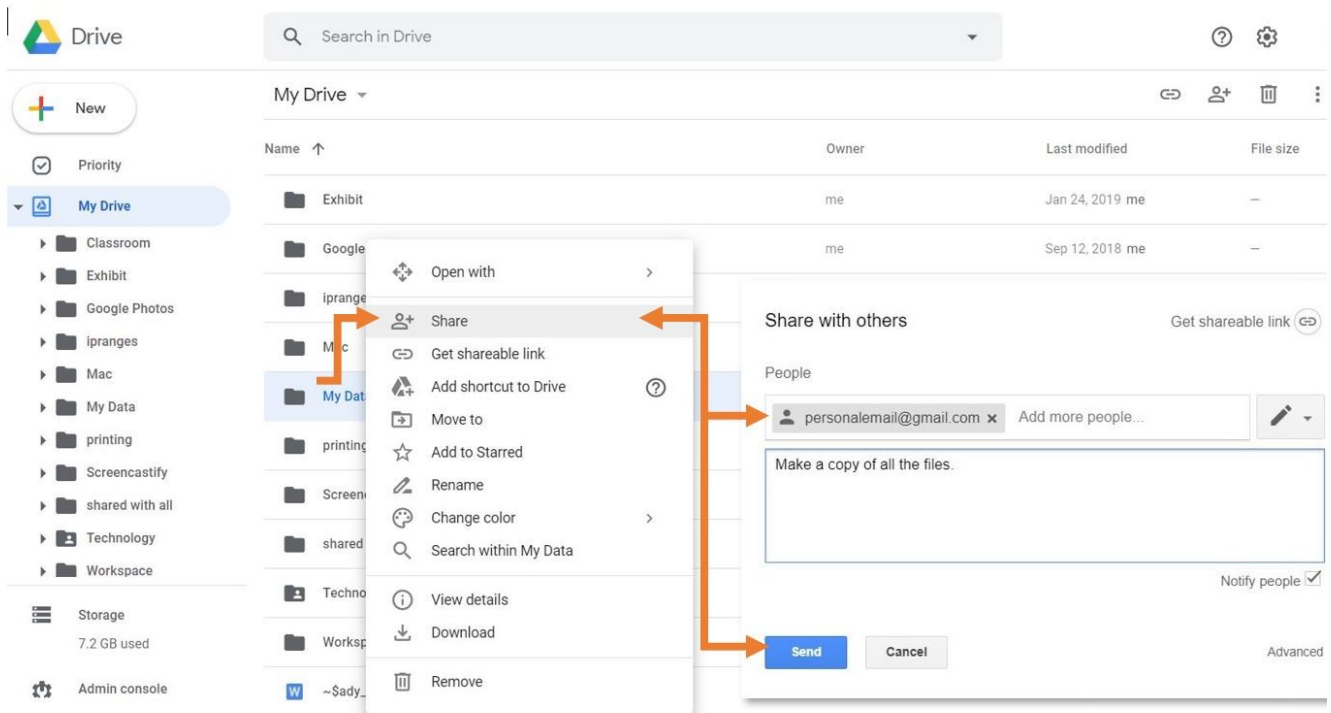 Drive
Search in Drive
New
My Drive
Name
Owner
Last modified
File size
Priority
My Drive
Classroom
Exhibit
Google Photos
ipranges
Mac
My Data
printing
Screencastify
shared with all
Technology
Workspace
Storage
7.2 GB used
Admin console
Exhibit
me
Jan 24, 2019 me
–
Google
me
Sep 12, 2018 me
–
iprange
M c
My Dat
printing
Screen
shared
Techno
Worksp
W ~$ady_
Open with
Share
Get shareable link
Add shortcut to Drive
Move to
Add to Starred
Rename
Change color
Search within My Data
View details
Download
Remove
Share with others
Get shareable link
People
personalemail@gmail.com × Add more people...
Make a copy of all the files.
Notify people
Send
Cancel
Advanced